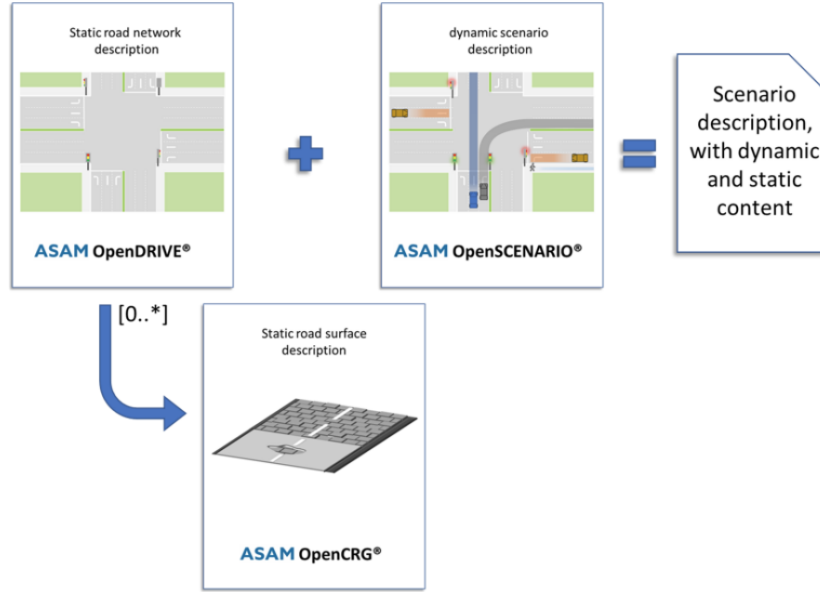 Static road network
description
ASAM OpenDRIVE®
dynamic scenario
description
ASAM OpenSCENARIO®
Scenario
description,
with dynamic
and static
content
[0..*]
Static road surface
description
ASAM OpenCRG®